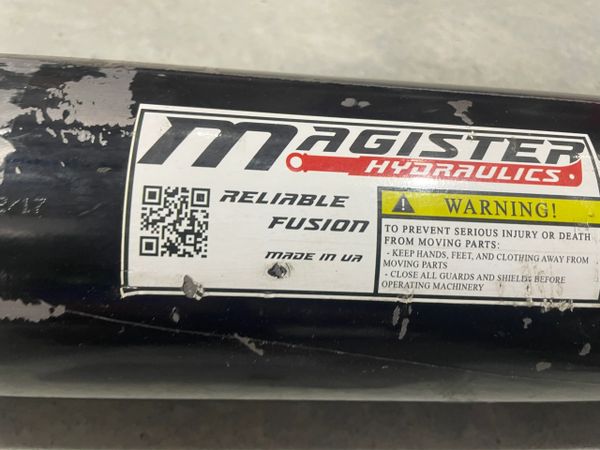 MAGISTER
HYDRAULICS
RELIABLE
FUSION
MADE IN UA
WARNING!
TO PREVENT SERIOUS INJURY OR DEATH
FROM MOVING PARTS:
- KEEP HANDS, FEET, AND CLOTHING AWAY FROM
MOVING PARTS
- CLOSE ALL GUARDS AND SHIELDS BEFORE
OPERATING MACHINERY